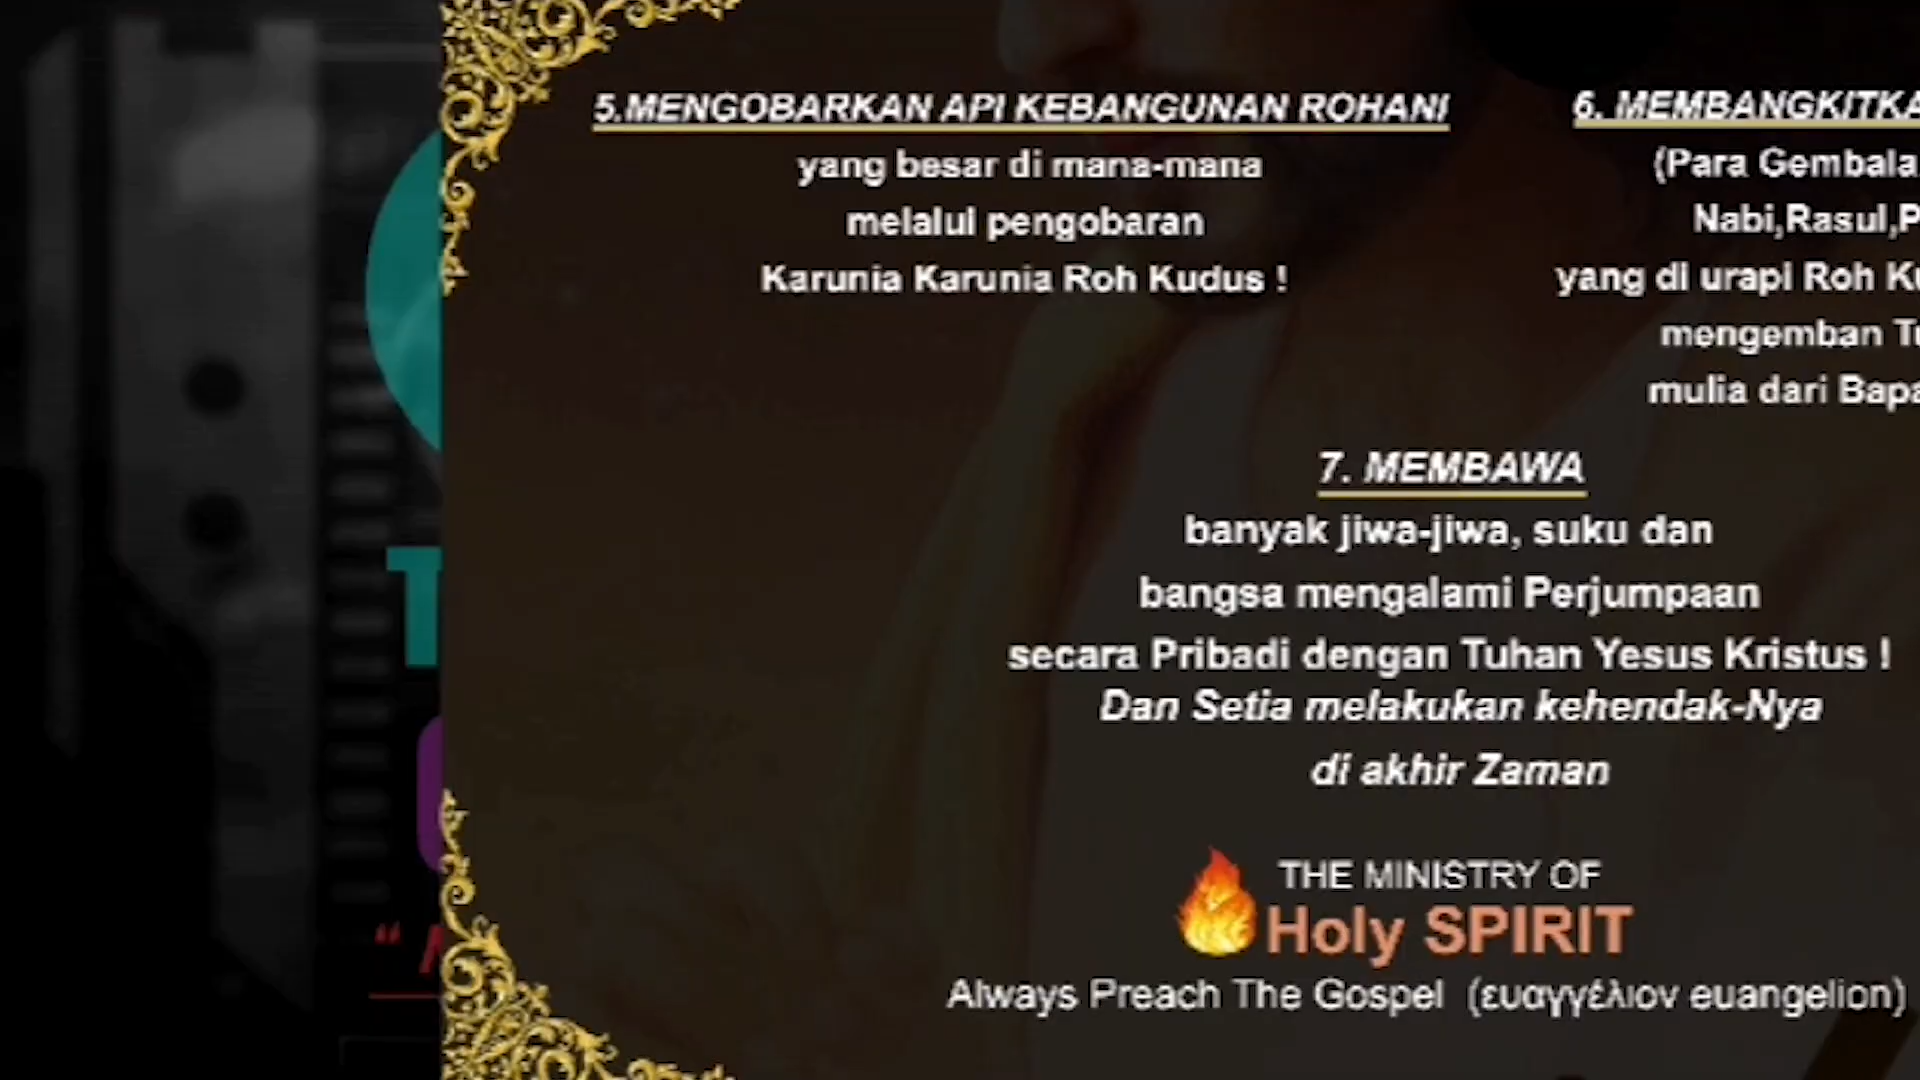 5.MENGOBARKAN API KEBANGUNAN ROHANI
yang besar di mana-mana
melalui pengobaran
Karunia Karunia Roh Kudus !
6. MEMBANGKITKA
(Para Gembala,
Nabi,Rasul,P
yang di urapi Roh Ku
mengemban Tu
mulia dari Bapa
7. MEMBAWA
banyak jiwa-jiwa, suku dan
bangsa mengalami Perjumpaan
secara Pribadi dengan Tuhan Yesus Kristus !
Dan Setia melakukan kehendak-Nya
di akhir Zaman
THE MINISTRY OF
Holy SPIRIT
Always Preach The Gospel (ευαγγέλιον euangelion)